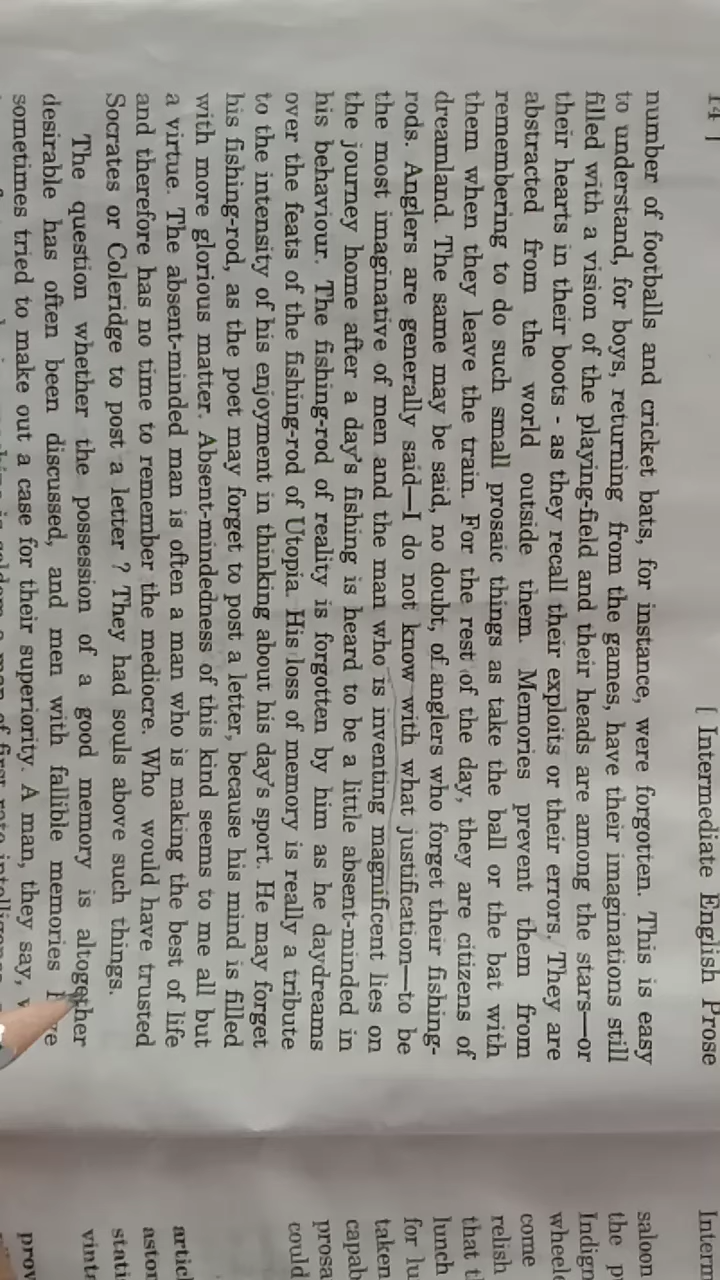 14 ]
[ Intermediate English Prose
number of footballs and cricket bats, for instance, were forgotten. This is easy
to understand, for boys, returning from the games, have their imaginations still
filled with a vision of the playing-field and their heads are among the stars—or
their hearts in their boots - as they recall their exploits or their errors. They are
abstracted from the world outside them. Memories prevent them from
remembering to do such small prosaic things as take the ball or the bat with
them when they leave the train. For the rest of the day, they are citizens of
dreamland. The same may be said, no doubt, of anglers who forget their fishing-
rods. Anglers are generally said—I do not know with what justification—to be
the most imaginative of men and the man who is inventing magnificent lies on
the journey home after a day's fishing is heard to be a little absent-minded in
his behaviour. The fishing-rod of reality is forgotten by him as he daydreams
over the feats of the fishing-rod of Utopia. His loss of memory is really a tribute
to the intensity of his enjoyment in thinking about his day's sport. He may forget
his fishing-rod, as the poet may forget to post a letter, because his mind is filled
with more glorious matter. Absent-mindedness of this kind seems to me all but
a virtue. The absent-minded man is often a man who is making the best of life
and therefore has no time to remember the mediocre. Who would have trusted
Socrates or Coleridge to post a letter ? They had souls above such things.
The question whether the possession of a good memory is altogether
desirable has often been discussed, and men with fallible memories
sometimes tried to make out a case for their superiority. A man, they say,
is seldom a man of first rate
Interm
saloon
the p
Indign
wheele
come
relish
that t
lunch
for lu
taken
capab
prosa
could
articl
aston
stati
vint
prov